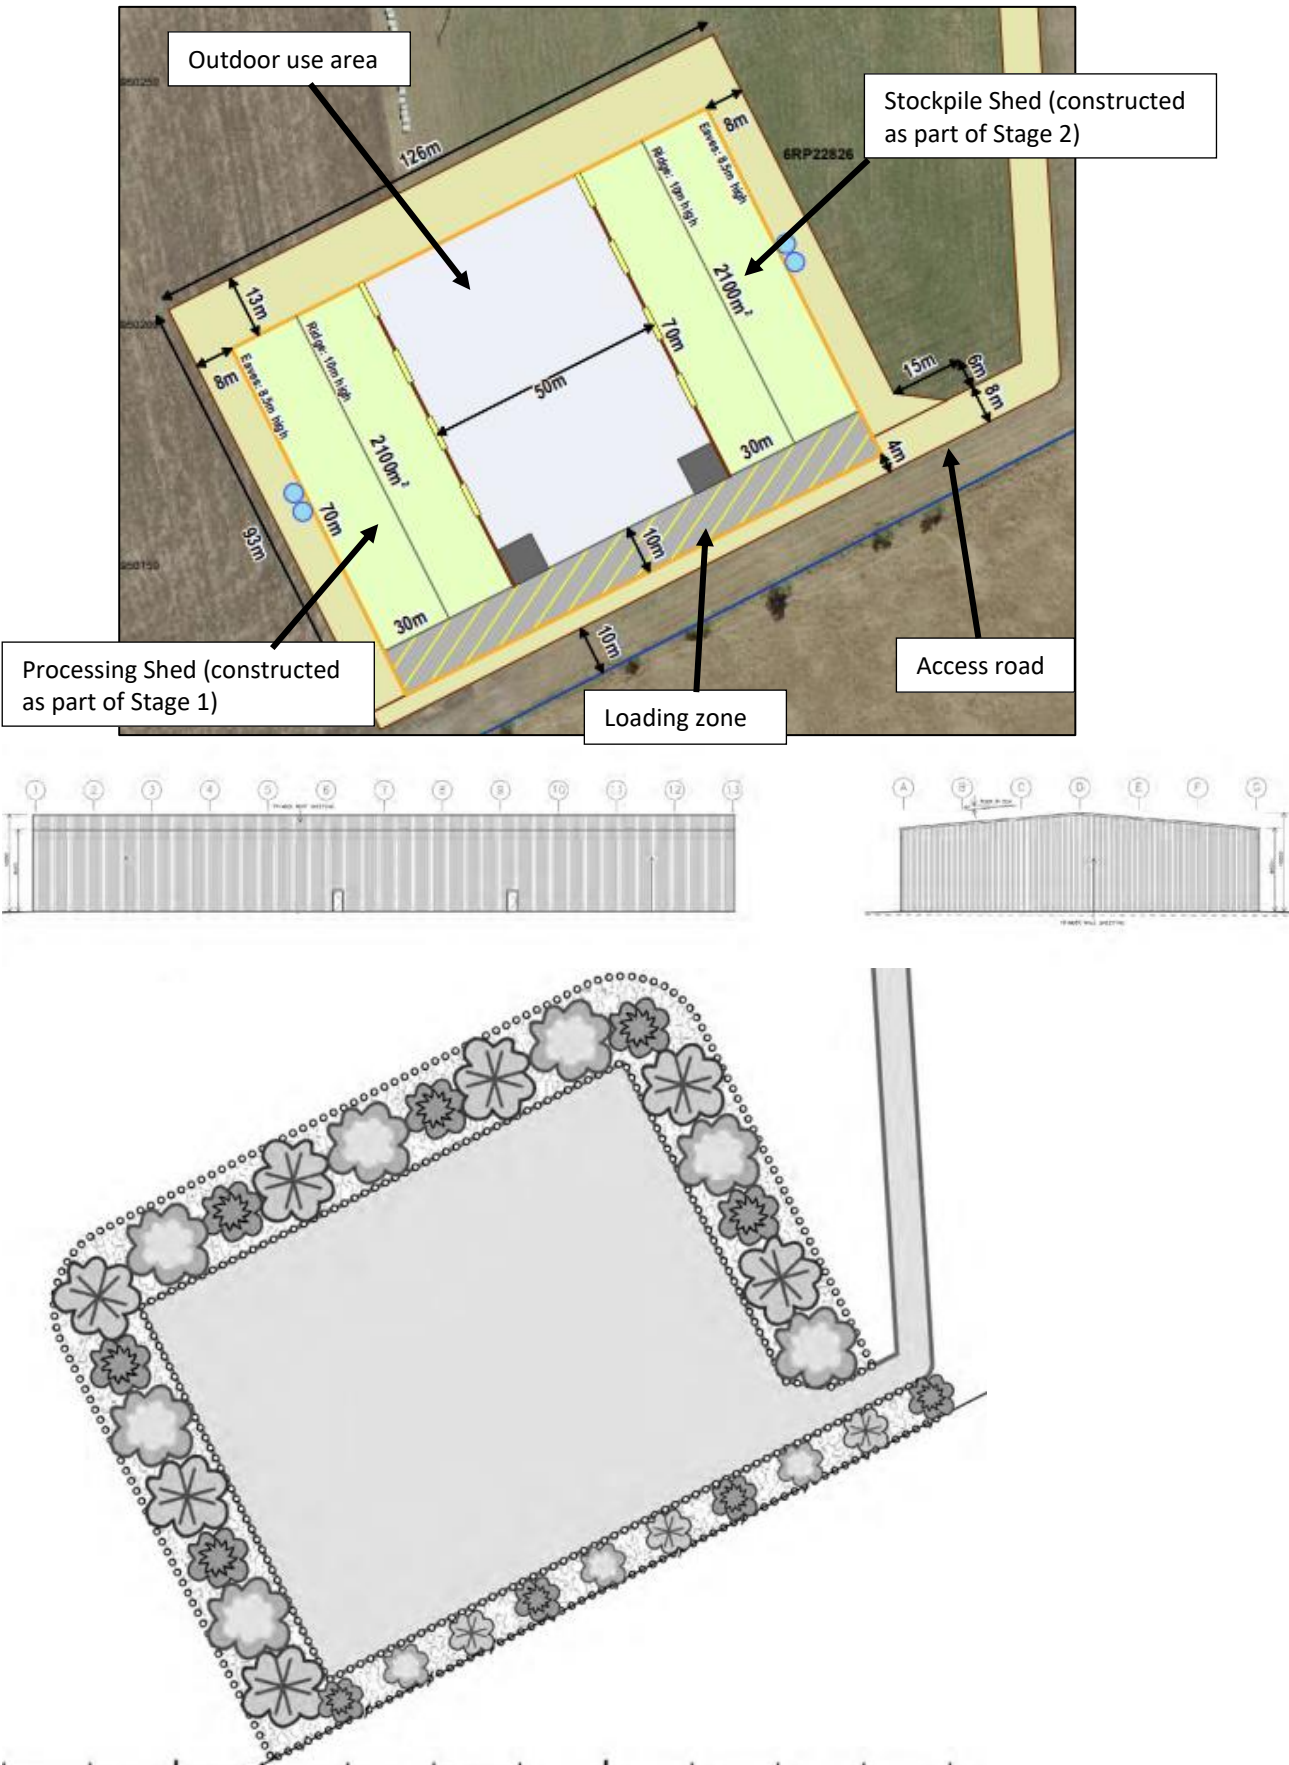 Outdoor use area
Stockpile Shed (constructed
as part of Stage 2)
950250
126m
8m
6RP22826
Eaves: 8.5m high
Ridge: 10m high
13m
2100m²
950200
70m
8m
Ridge: 10m high
Eaves: 8.5m high
50m
15m
6m
8m
2100m²
30m
4m
70m
93m
10m
950150
30m
10m
Processing Shed (constructed
as part of Stage 1)
Access road
Loading zone
1 2 3 4 5 6 7 8 9 10 11 12 13
A B C D E F G